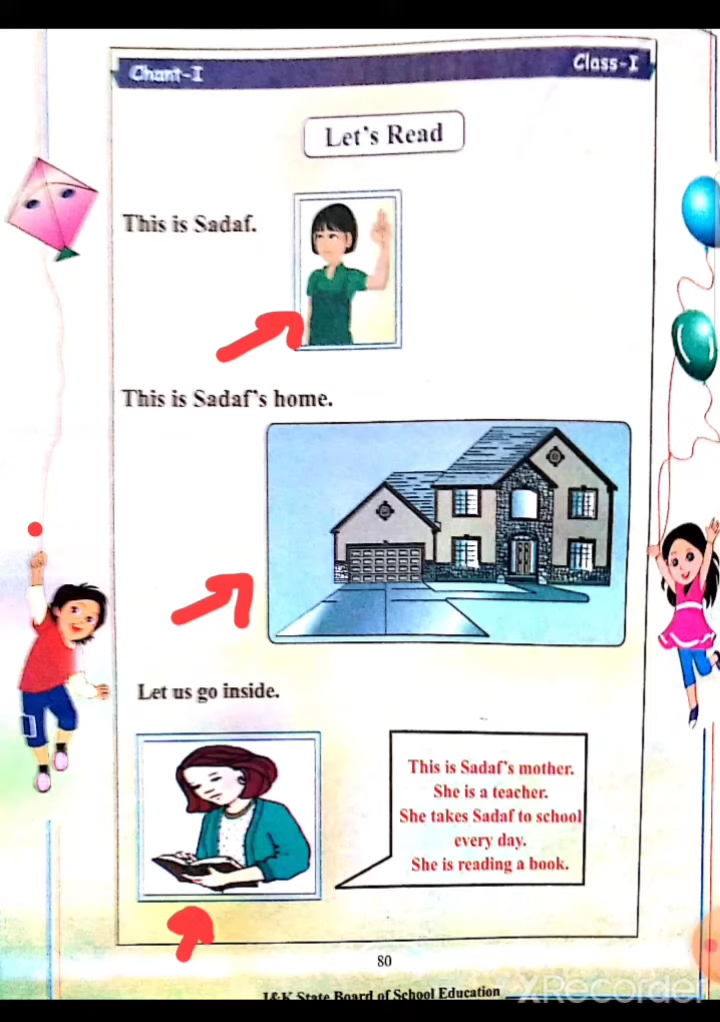 Chant-I
Class-I
Let's Read
This is Sadaf.
This is Sadaf's home.
Let us go inside.
This is Sadaf's mother.
She is a teacher.
She takes Sadaf to school
every day.
She is reading a book.
80
J&K State Board of School Education
XRecorder